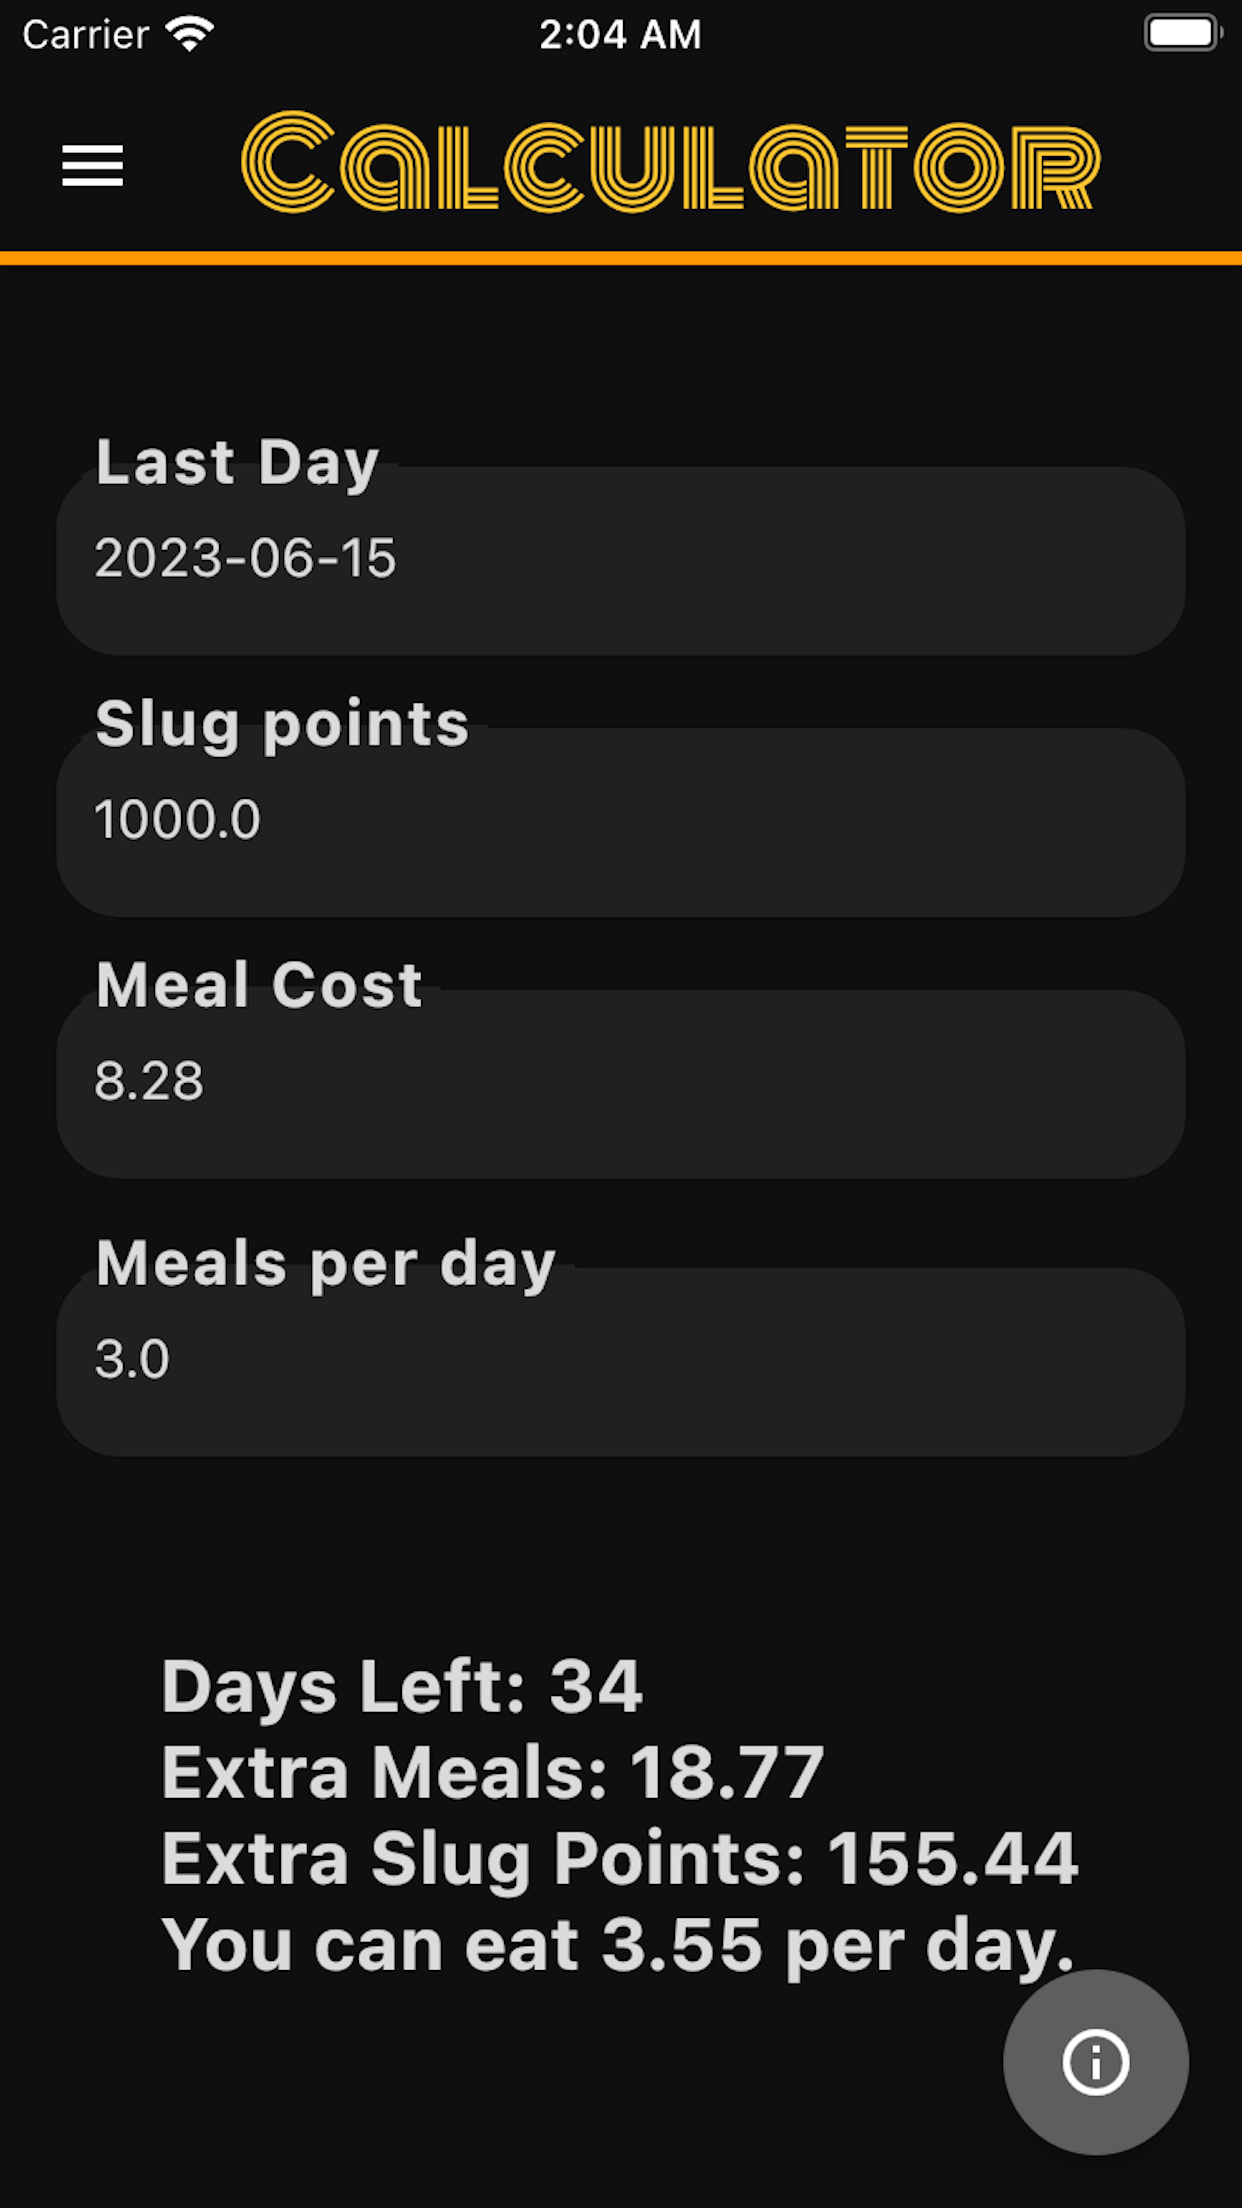 Carrier 2:04 AM
Calculator
Last Day
2023-06-15
Slug points
1000.0
Meal Cost
8.28
Meals per day
3.0
Days Left: 34
Extra Meals: 18.77
Extra Slug Points: 155.44
You can eat 3.55 per day.